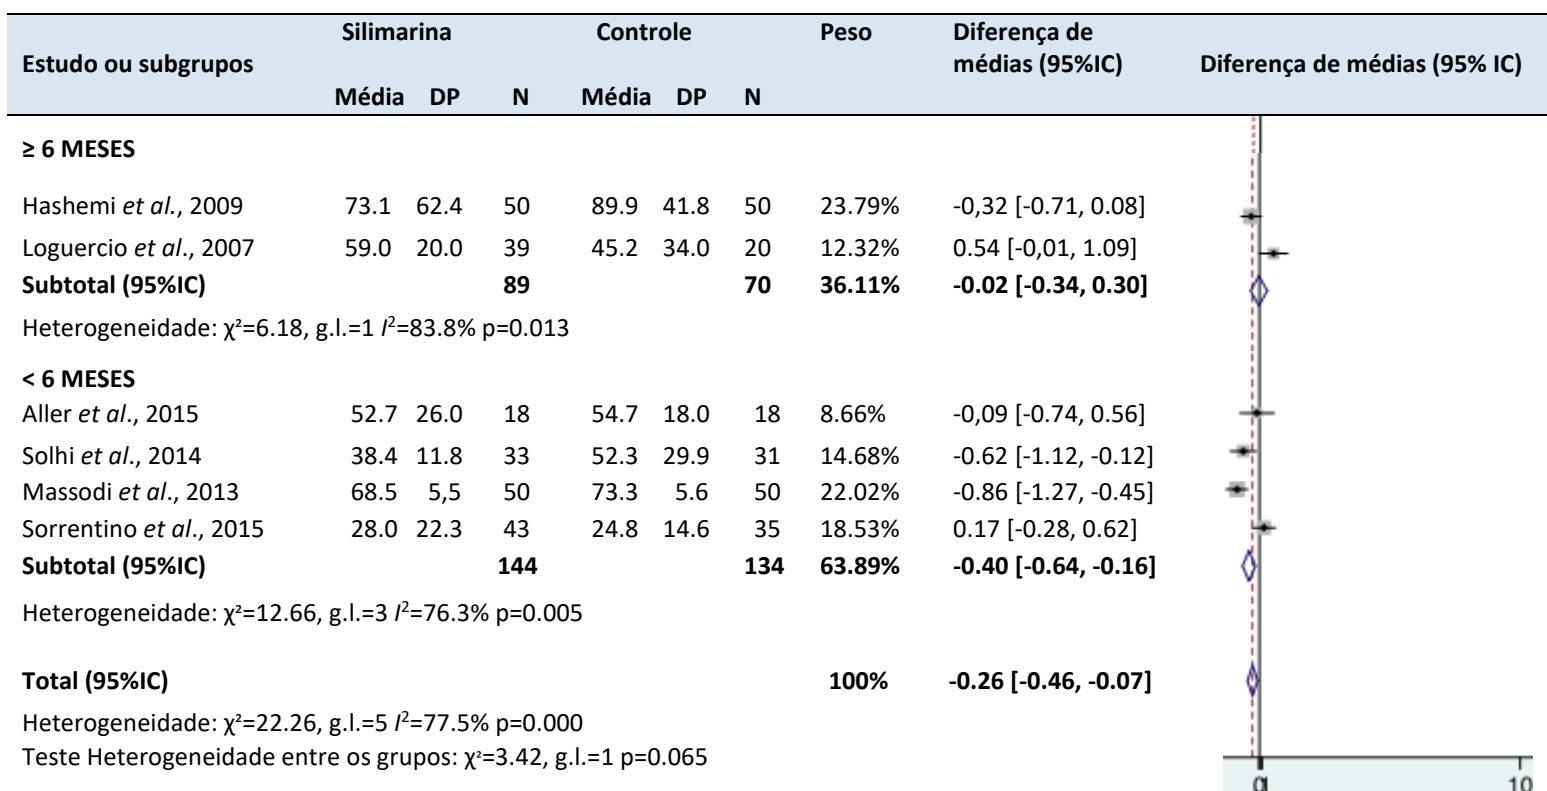 Silimarina Controle Peso Diferença de
Estudo ou subgrupos médias (95%IC) Diferença de médias (95% IC)
Média DP N Média DP N
≥ 6 MESES
Hashemi et al., 2009 73.1 62.4 50 89.9 41.8 50 23.79% -0,32 [-0.71, 0.08]
Loguercio et al., 2007 59.0 20.0 39 45.2 34.0 20 12.32% 0.54 [-0,01, 1.09]
Subtotal (95%IC) 89 70 36.11% -0.02 [-0.34, 0.30]
Heterogeneidade: χ²=6.18, g.l.=1 I²=83.8% p=0.013
< 6 MESES
Aller et al., 2015 52.7 26.0 18 54.7 18.0 18 8.66% -0,09 [-0.74, 0.56]
Solhi et al., 2014 38.4 11.8 33 52.3 29.9 31 14.68% -0.62 [-1.12, -0.12]
Massodi et al., 2013 68.5 5,5 50 73.3 5.6 50 22.02% -0.86 [-1.27, -0.45]
Sorrentino et al., 2015 28.0 22.3 43 24.8 14.6 35 18.53% 0.17 [-0.28, 0.62]
Subtotal (95%IC) 144 134 63.89% -0.40 [-0.64, -0.16]
Heterogeneidade: χ²=12.66, g.l.=3 I²=76.3% p=0.005
Total (95%IC) 100% -0.26 [-0.46, -0.07]
Heterogeneidade: χ²=22.26, g.l.=5 I²=77.5% p=0.000
Teste Heterogeneidade entre os grupos: χ²=3.42, g.l.=1 p=0.065
10